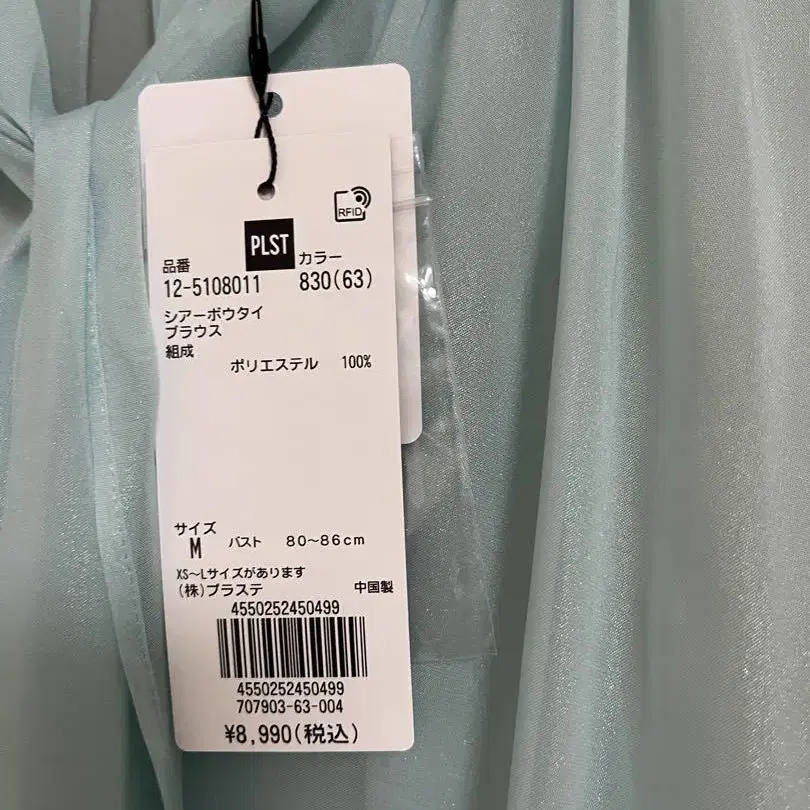 RFID
PLST
品番 カラー
12-5108011 830(63)
シアーボウタイ
ブラウス
組成
ポリエステル 100%
サイズ
M バスト 80～86cm
XS～Lサイズがあります
(株)プラステ 中国製
4550252450499
4550252450499
707903-63-004
¥8,990(税込)